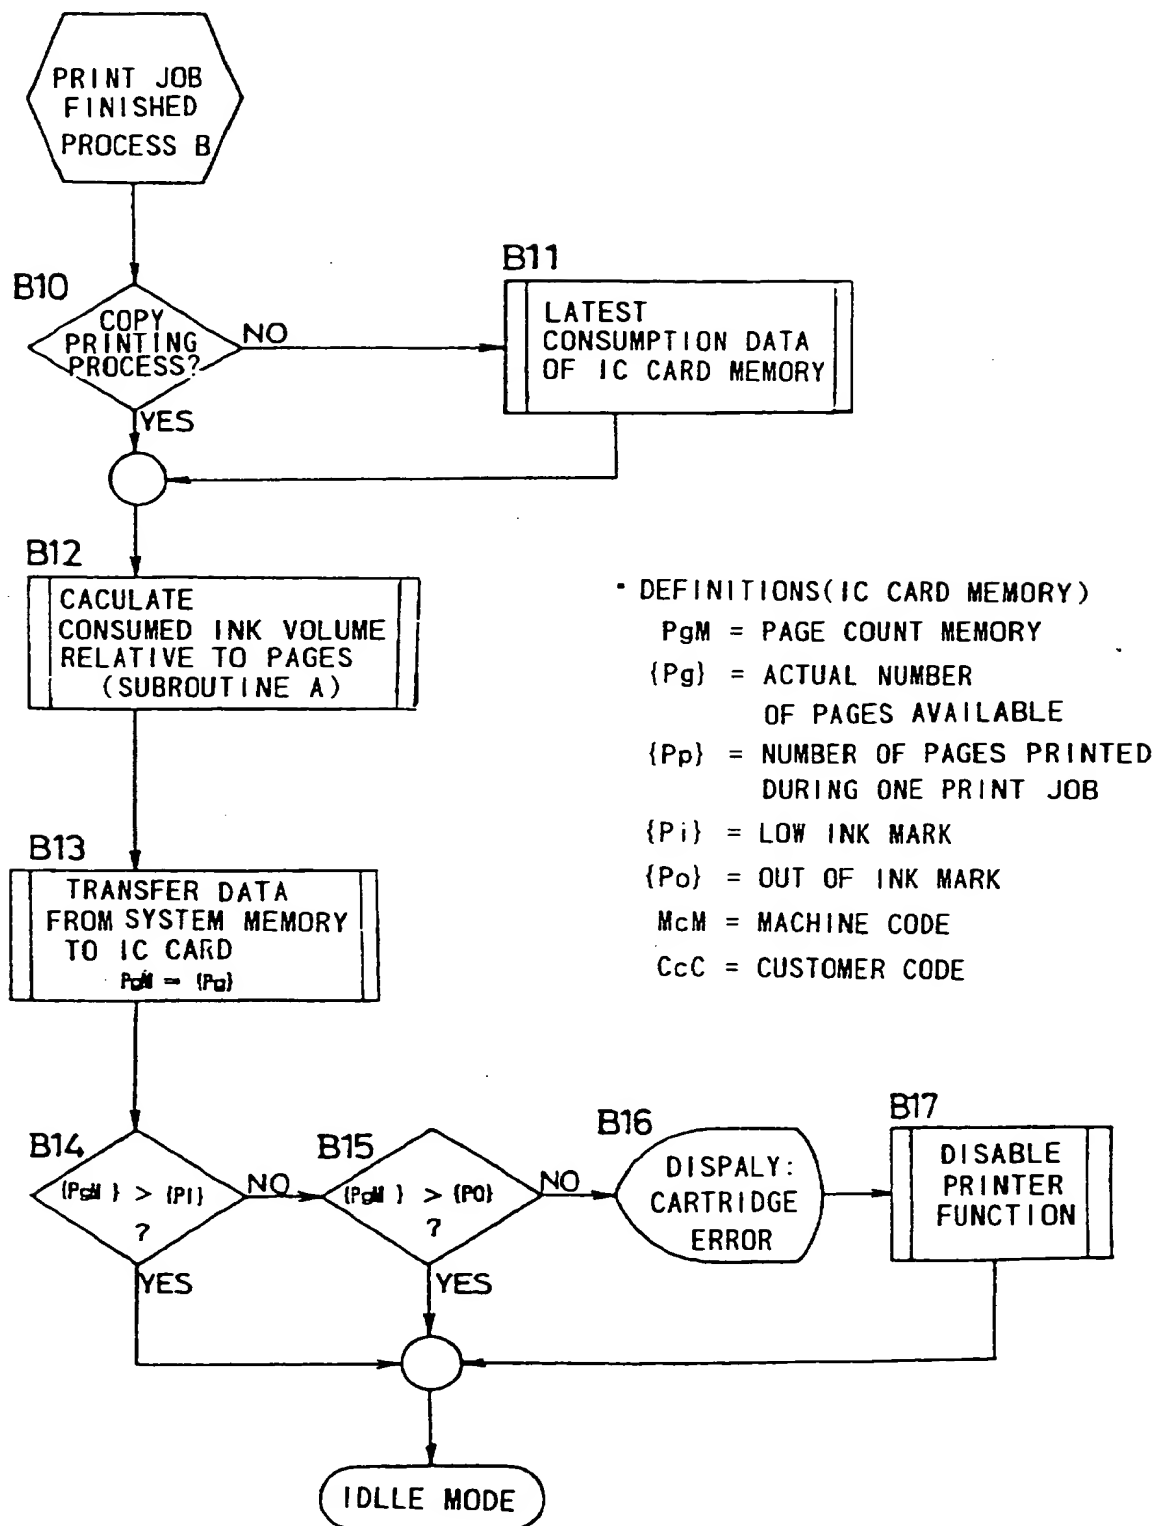 PRINT JOB
FINISHED
PROCESS B
B10
COPY
PRINTING
PROCESS?
NO
YES
B11
LATEST
CONSUMPTION DATA
OF IC CARD MEMORY
B12
CACULATE
CONSUMED INK VOLUME
RELATIVE TO PAGES
(SUBROUTINE A)
• DEFINITIONS(IC CARD MEMORY)
PgM = PAGE COUNT MEMORY
{Pg} = ACTUAL NUMBER
OF PAGES AVAILABLE
{Pp} = NUMBER OF PAGES PRINTED
DURING ONE PRINT JOB
{Pi} = LOW INK MARK
{Po} = OUT OF INK MARK
McM = MACHINE CODE
CcC = CUSTOMER CODE
B13
TRANSFER DATA
FROM SYSTEM MEMORY
TO IC CARD
PgM = {Pg}
B14
{PgM } > {PI}
?
NO
YES
B15
{PgM } > {PO}
?
NO
YES
B16
DISPALY:
CARTRIDGE
ERROR
B17
DISABLE
PRINTER
FUNCTION
IDLLE MODE